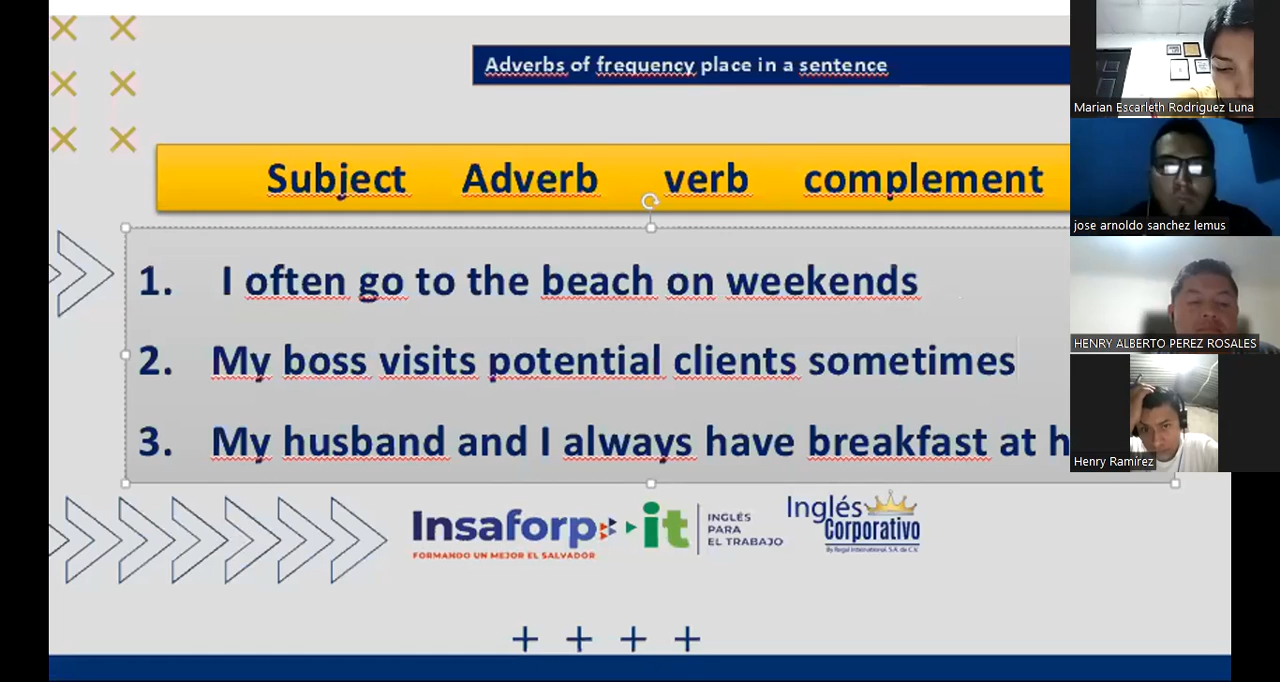 Adverbs of frequency place in a sentence
Subject Adverb verb complement
1. I often go to the beach on weekends
2. My boss visits potential clients sometimes
3. My husband and I always have breakfast at h
Insaforp
FORMANDO UN MEJOR EL SALVADOR
it
INGLÉS
PARA
EL TRABAJO
Inglés
Corporativo
By Regal International, S.A. de C.V.
Marian Escarleth Rodriguez Luna
jose arnoldo sanchez lemus
HENRY ALBERTO PEREZ ROSALES
Henry Ramírez